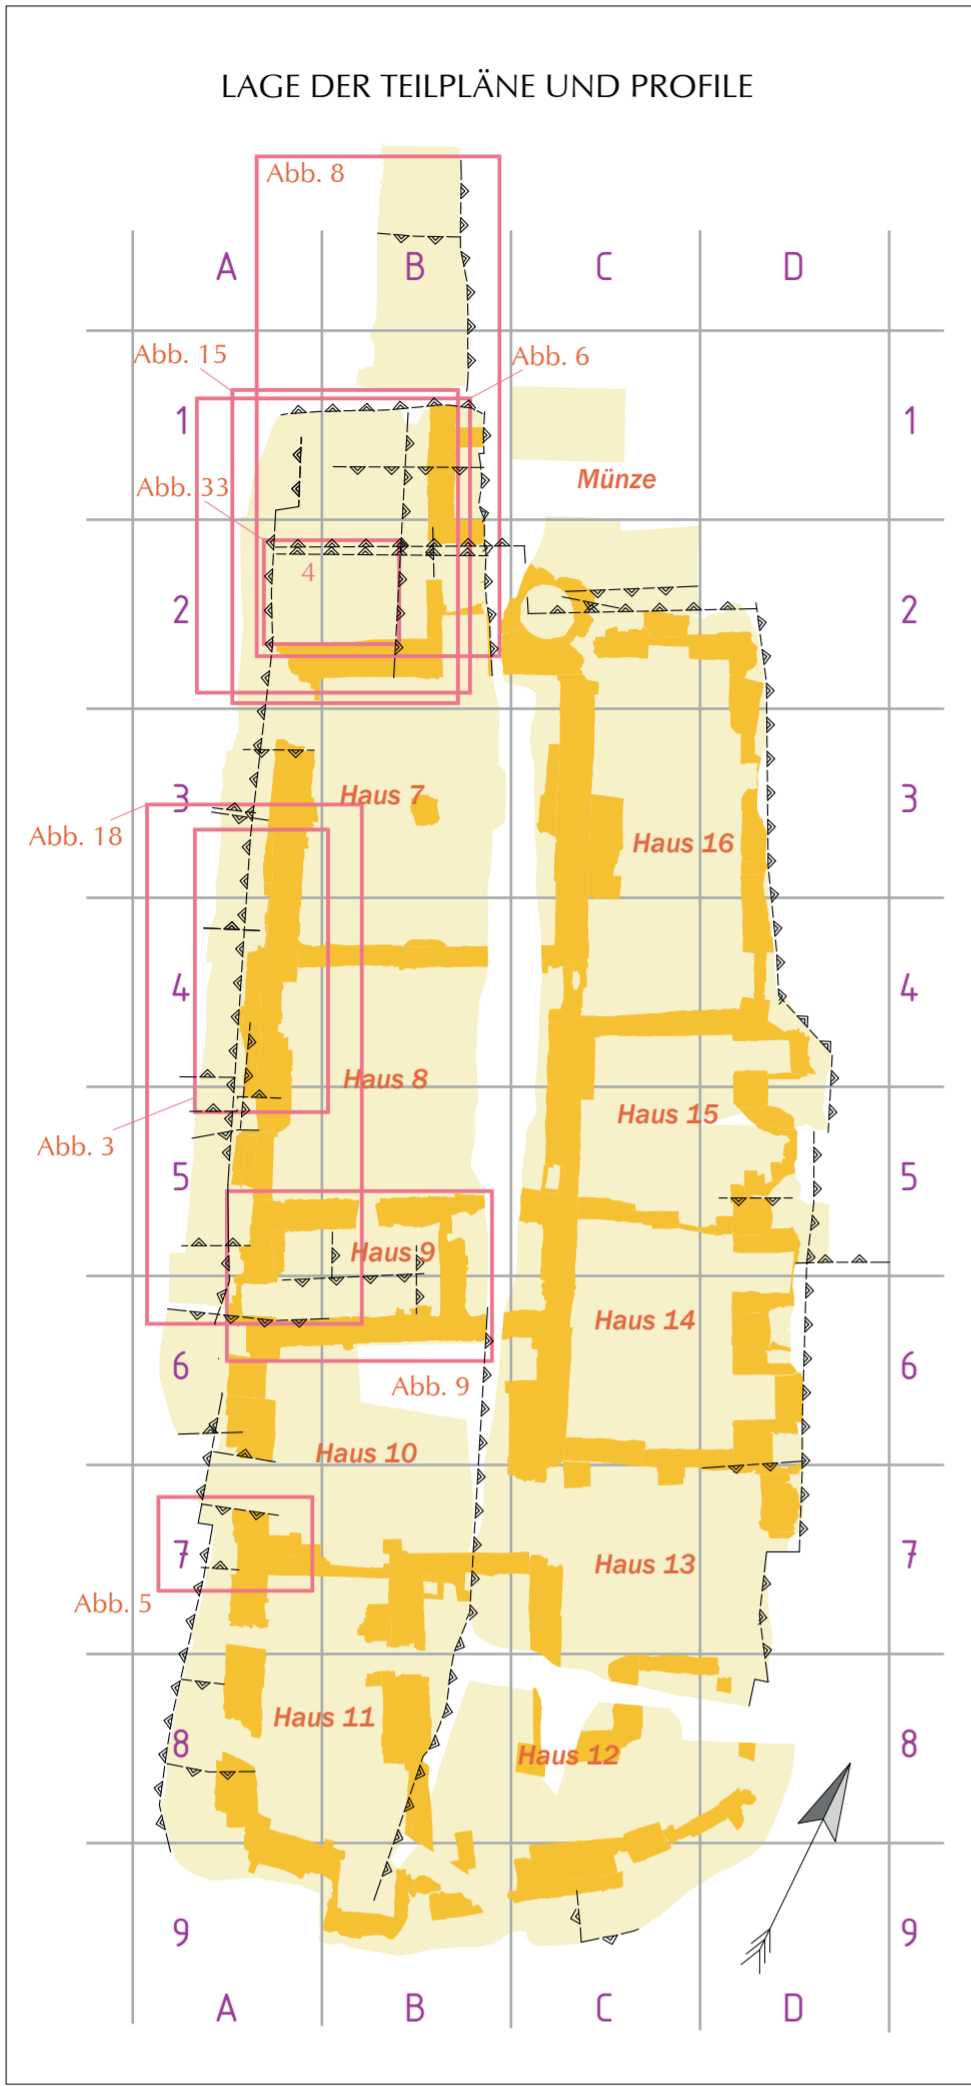 LAGE DER TEILPLÄNE UND PROFILE
Abb. 8
A B C D
Abb. 15
Abb. 6
1 1
Münze
Abb. 33
4
2 2
3 Haus 7 3
Abb. 18
Haus 16
4 4
Haus 8
Haus 15
Abb. 3
5 5
Haus 9
Haus 14
6 6
Abb. 9
Haus 10
7 Haus 13 7
Abb. 5
Haus 11
8 8
Haus 12
9 9
A B C D